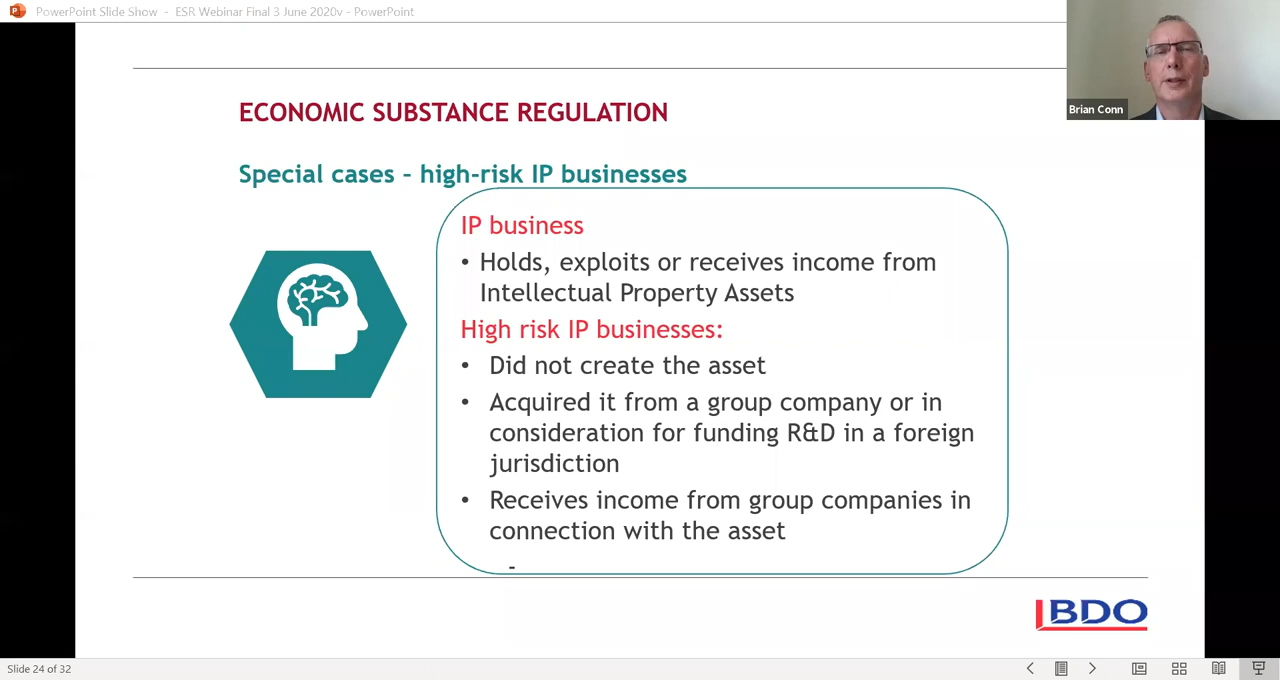 PowerPoint Slide Show - ESR Webinar Final 3 June 2020v - PowerPoint
Brian Conn
ECONOMIC SUBSTANCE REGULATION
Special cases – high-risk IP businesses
IP business
• Holds, exploits or receives income from
Intellectual Property Assets
High risk IP businesses:
• Did not create the asset
• Acquired it from a group company or in
consideration for funding R&D in a foreign
jurisdiction
• Receives income from group companies in
connection with the asset
-
BDO
Slide 24 of 32